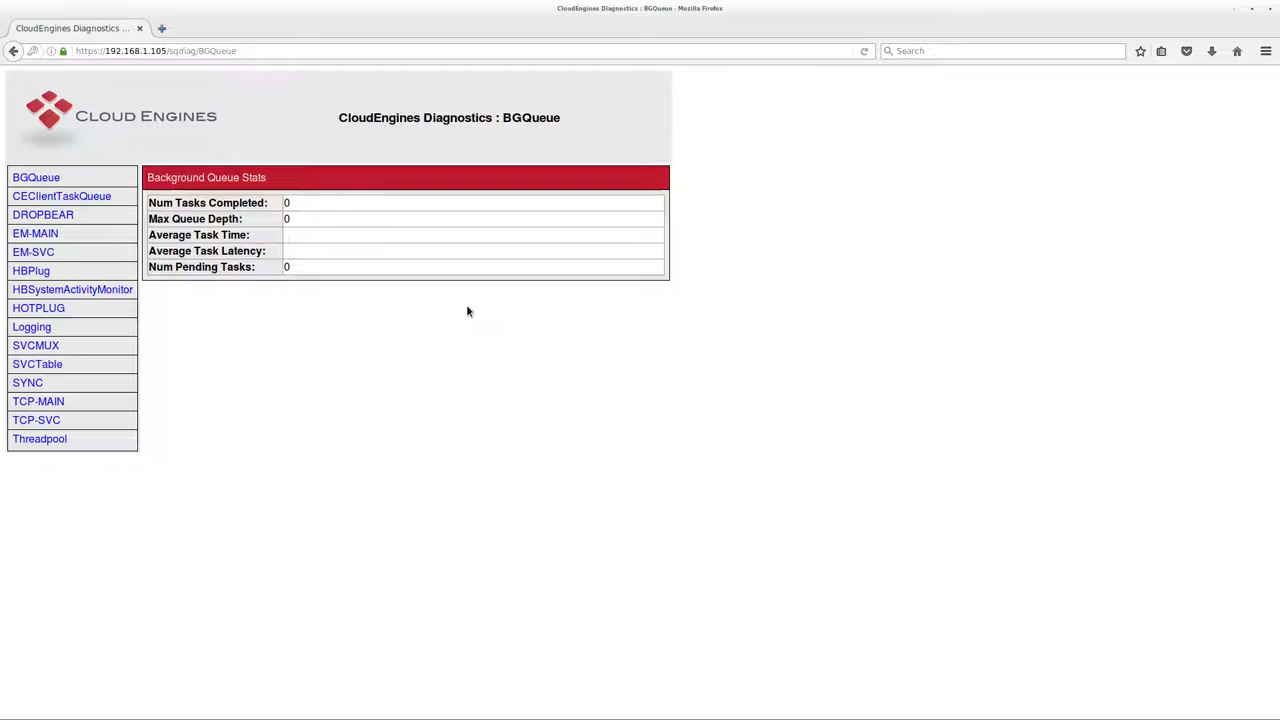 CloudEngines Diagnostics : BGQueue - Mozilla Firefox
CloudEngines Diagnostics ...
https://192.168.1.105/sqdiag/BGQueue
Search
CLOUD ENGINES
CloudEngines Diagnostics : BGQueue
BGQueue
CEClientTaskQueue
DROPBEAR
EM-MAIN
EM-SVC
HBPlug
HBSystemActivityMonitor
HOTPLUG
Logging
SVCMUX
SVCTable
SYNC
TCP-MAIN
TCP-SVC
Threadpool
Background Queue Stats
Num Tasks Completed: 0
Max Queue Depth: 0
Average Task Time:
Average Task Latency:
Num Pending Tasks: 0